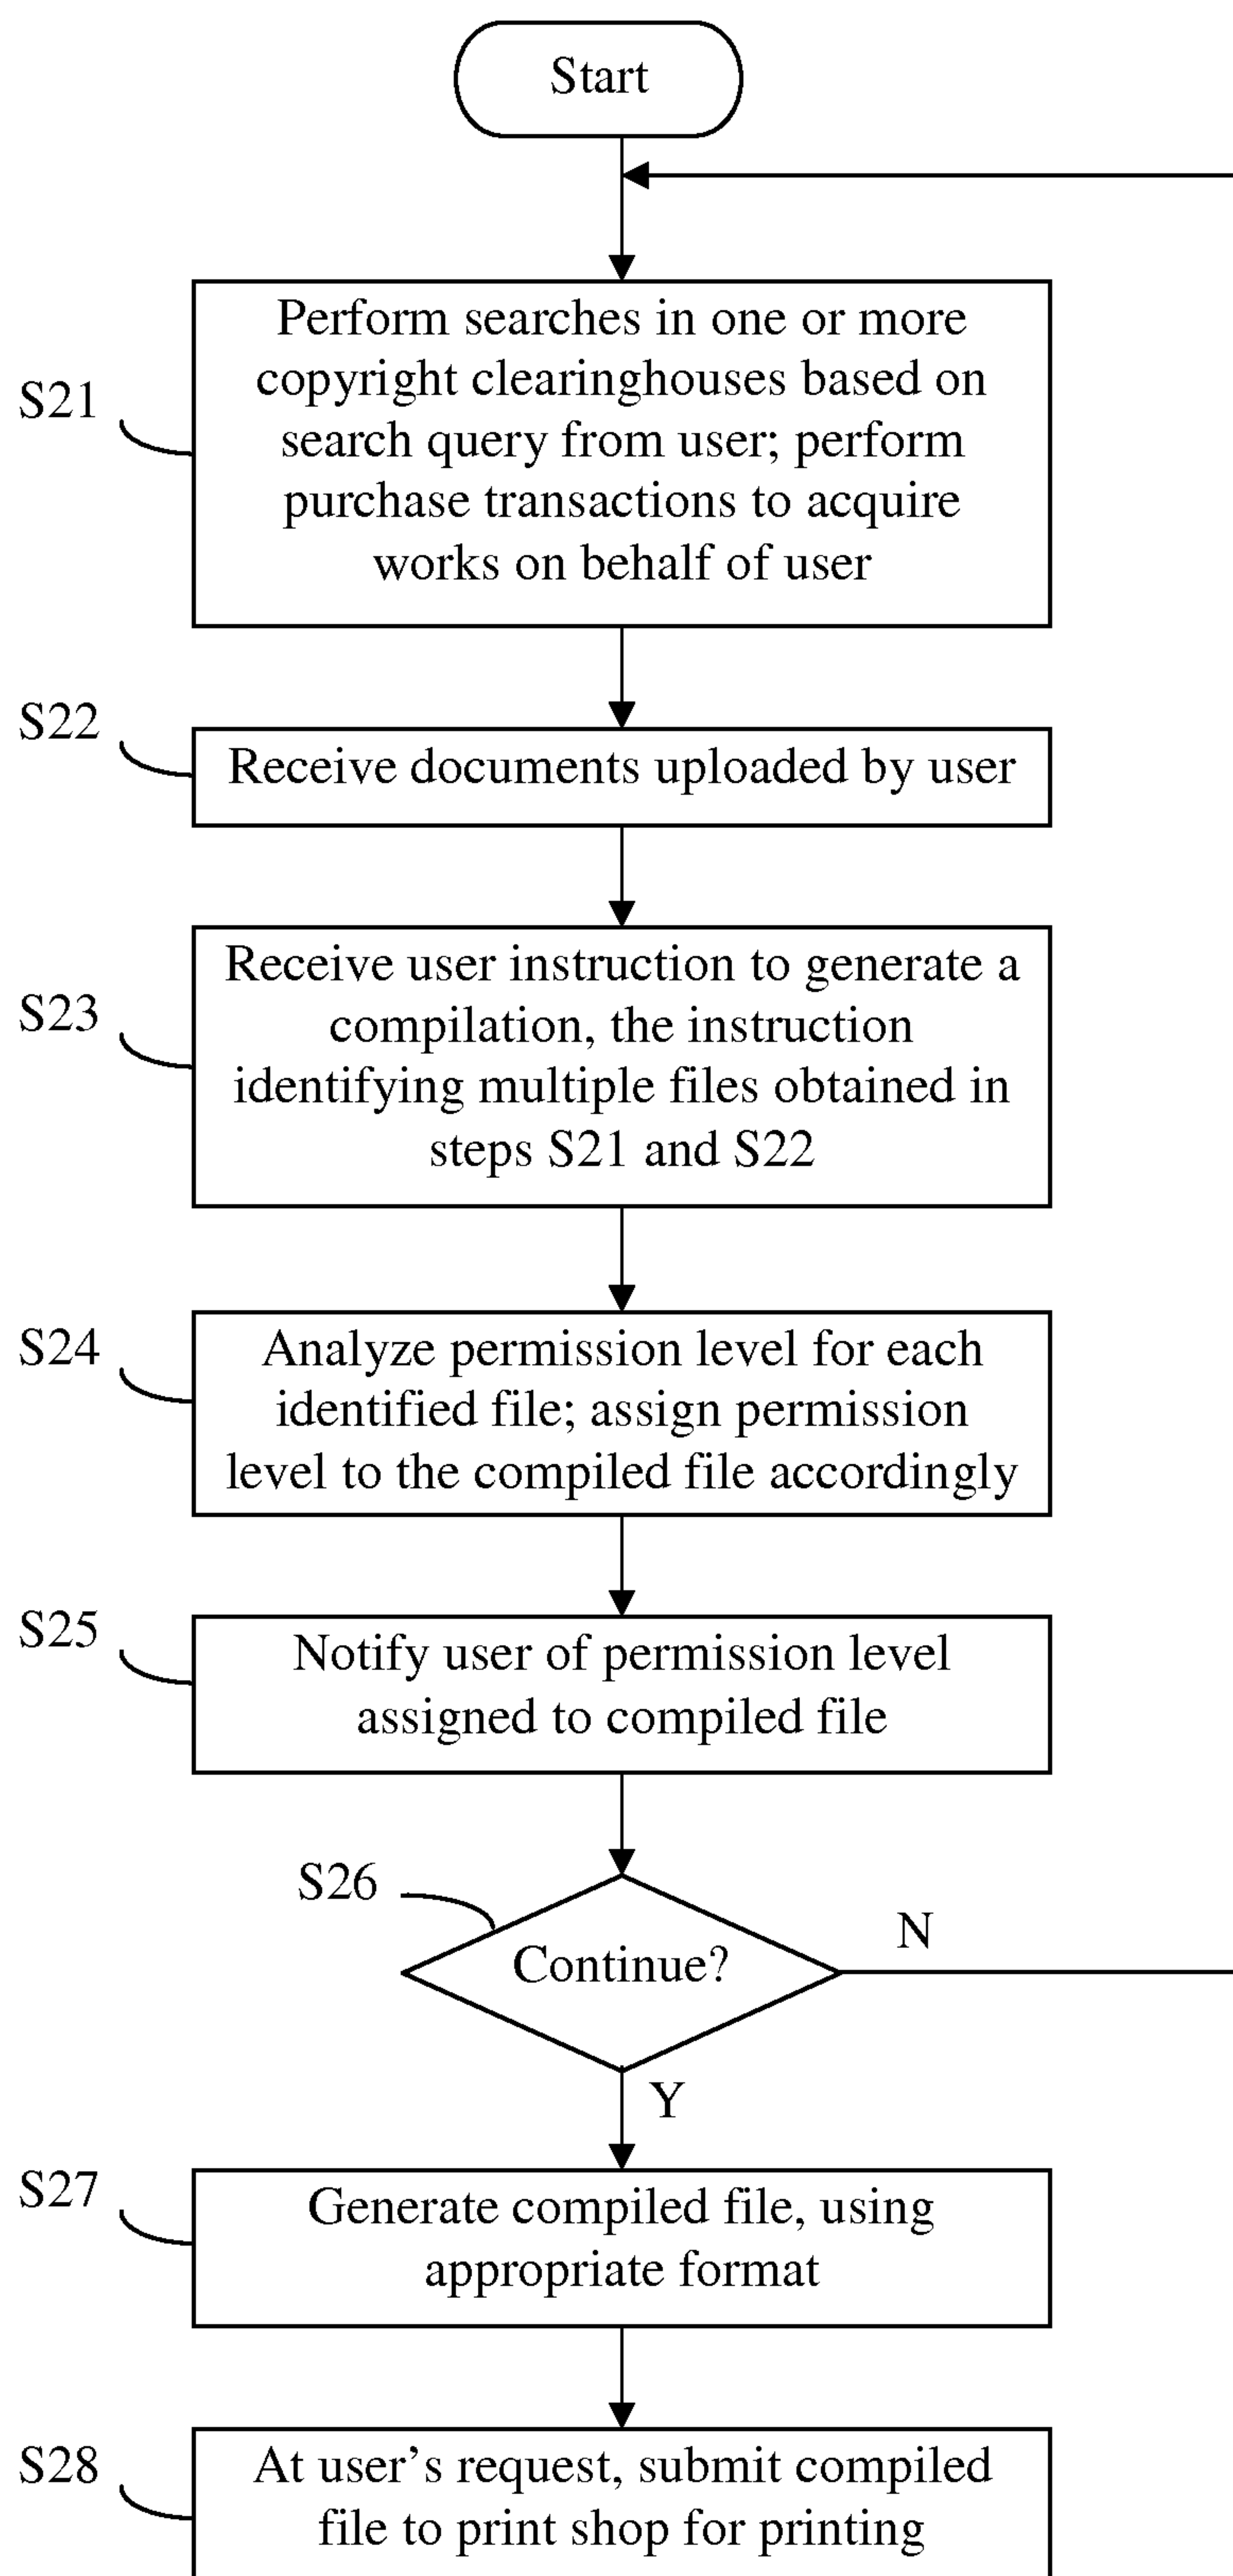 Start
S21
Perform searches in one or more
copyright clearinghouses based on
search query from user; perform
purchase transactions to acquire
works on behalf of user
S22
Receive documents uploaded by user
S23
Receive user instruction to generate a
compilation, the instruction
identifying multiple files obtained in
steps S21 and S22
S24
Analyze permission level for each
identified file; assign permission
level to the compiled file accordingly
S25
Notify user of permission level
assigned to compiled file
S26
Continue?
N
Y
S27
Generate compiled file, using
appropriate format
S28
At user's request, submit compiled
file to print shop for printing